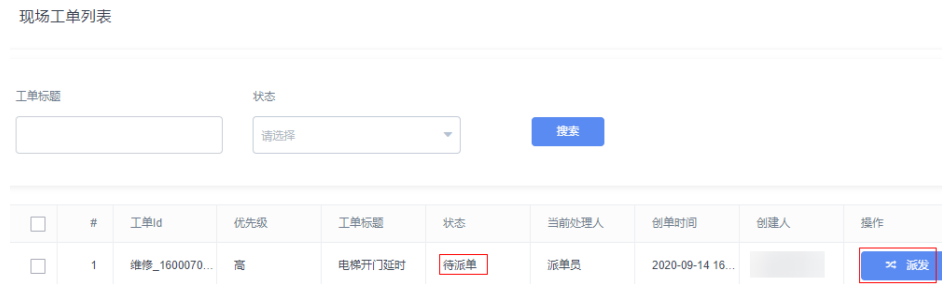 现场工单列表
工单标题 状态
请选择 搜索
# 工单Id 优先级 工单标题 状态 当前处理人 创单时间 创建人 操作
1 维修_1600070... 高 电梯开门延时 待派单 派单员 2020-09-14 16... 派发